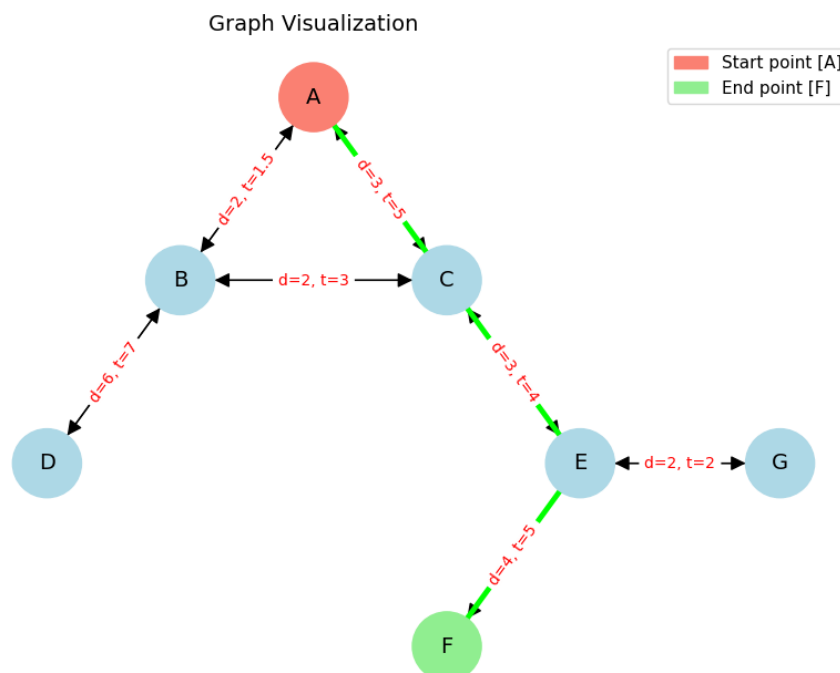 Graph Visualization
Start point [A]
End point [F]
A
d=2, t=1.5
d=3, t=5
B
d=2, t=3
C
d=6, t=7
d=3, t=4
D
E
d=2, t=2
G
d=4, t=5
F